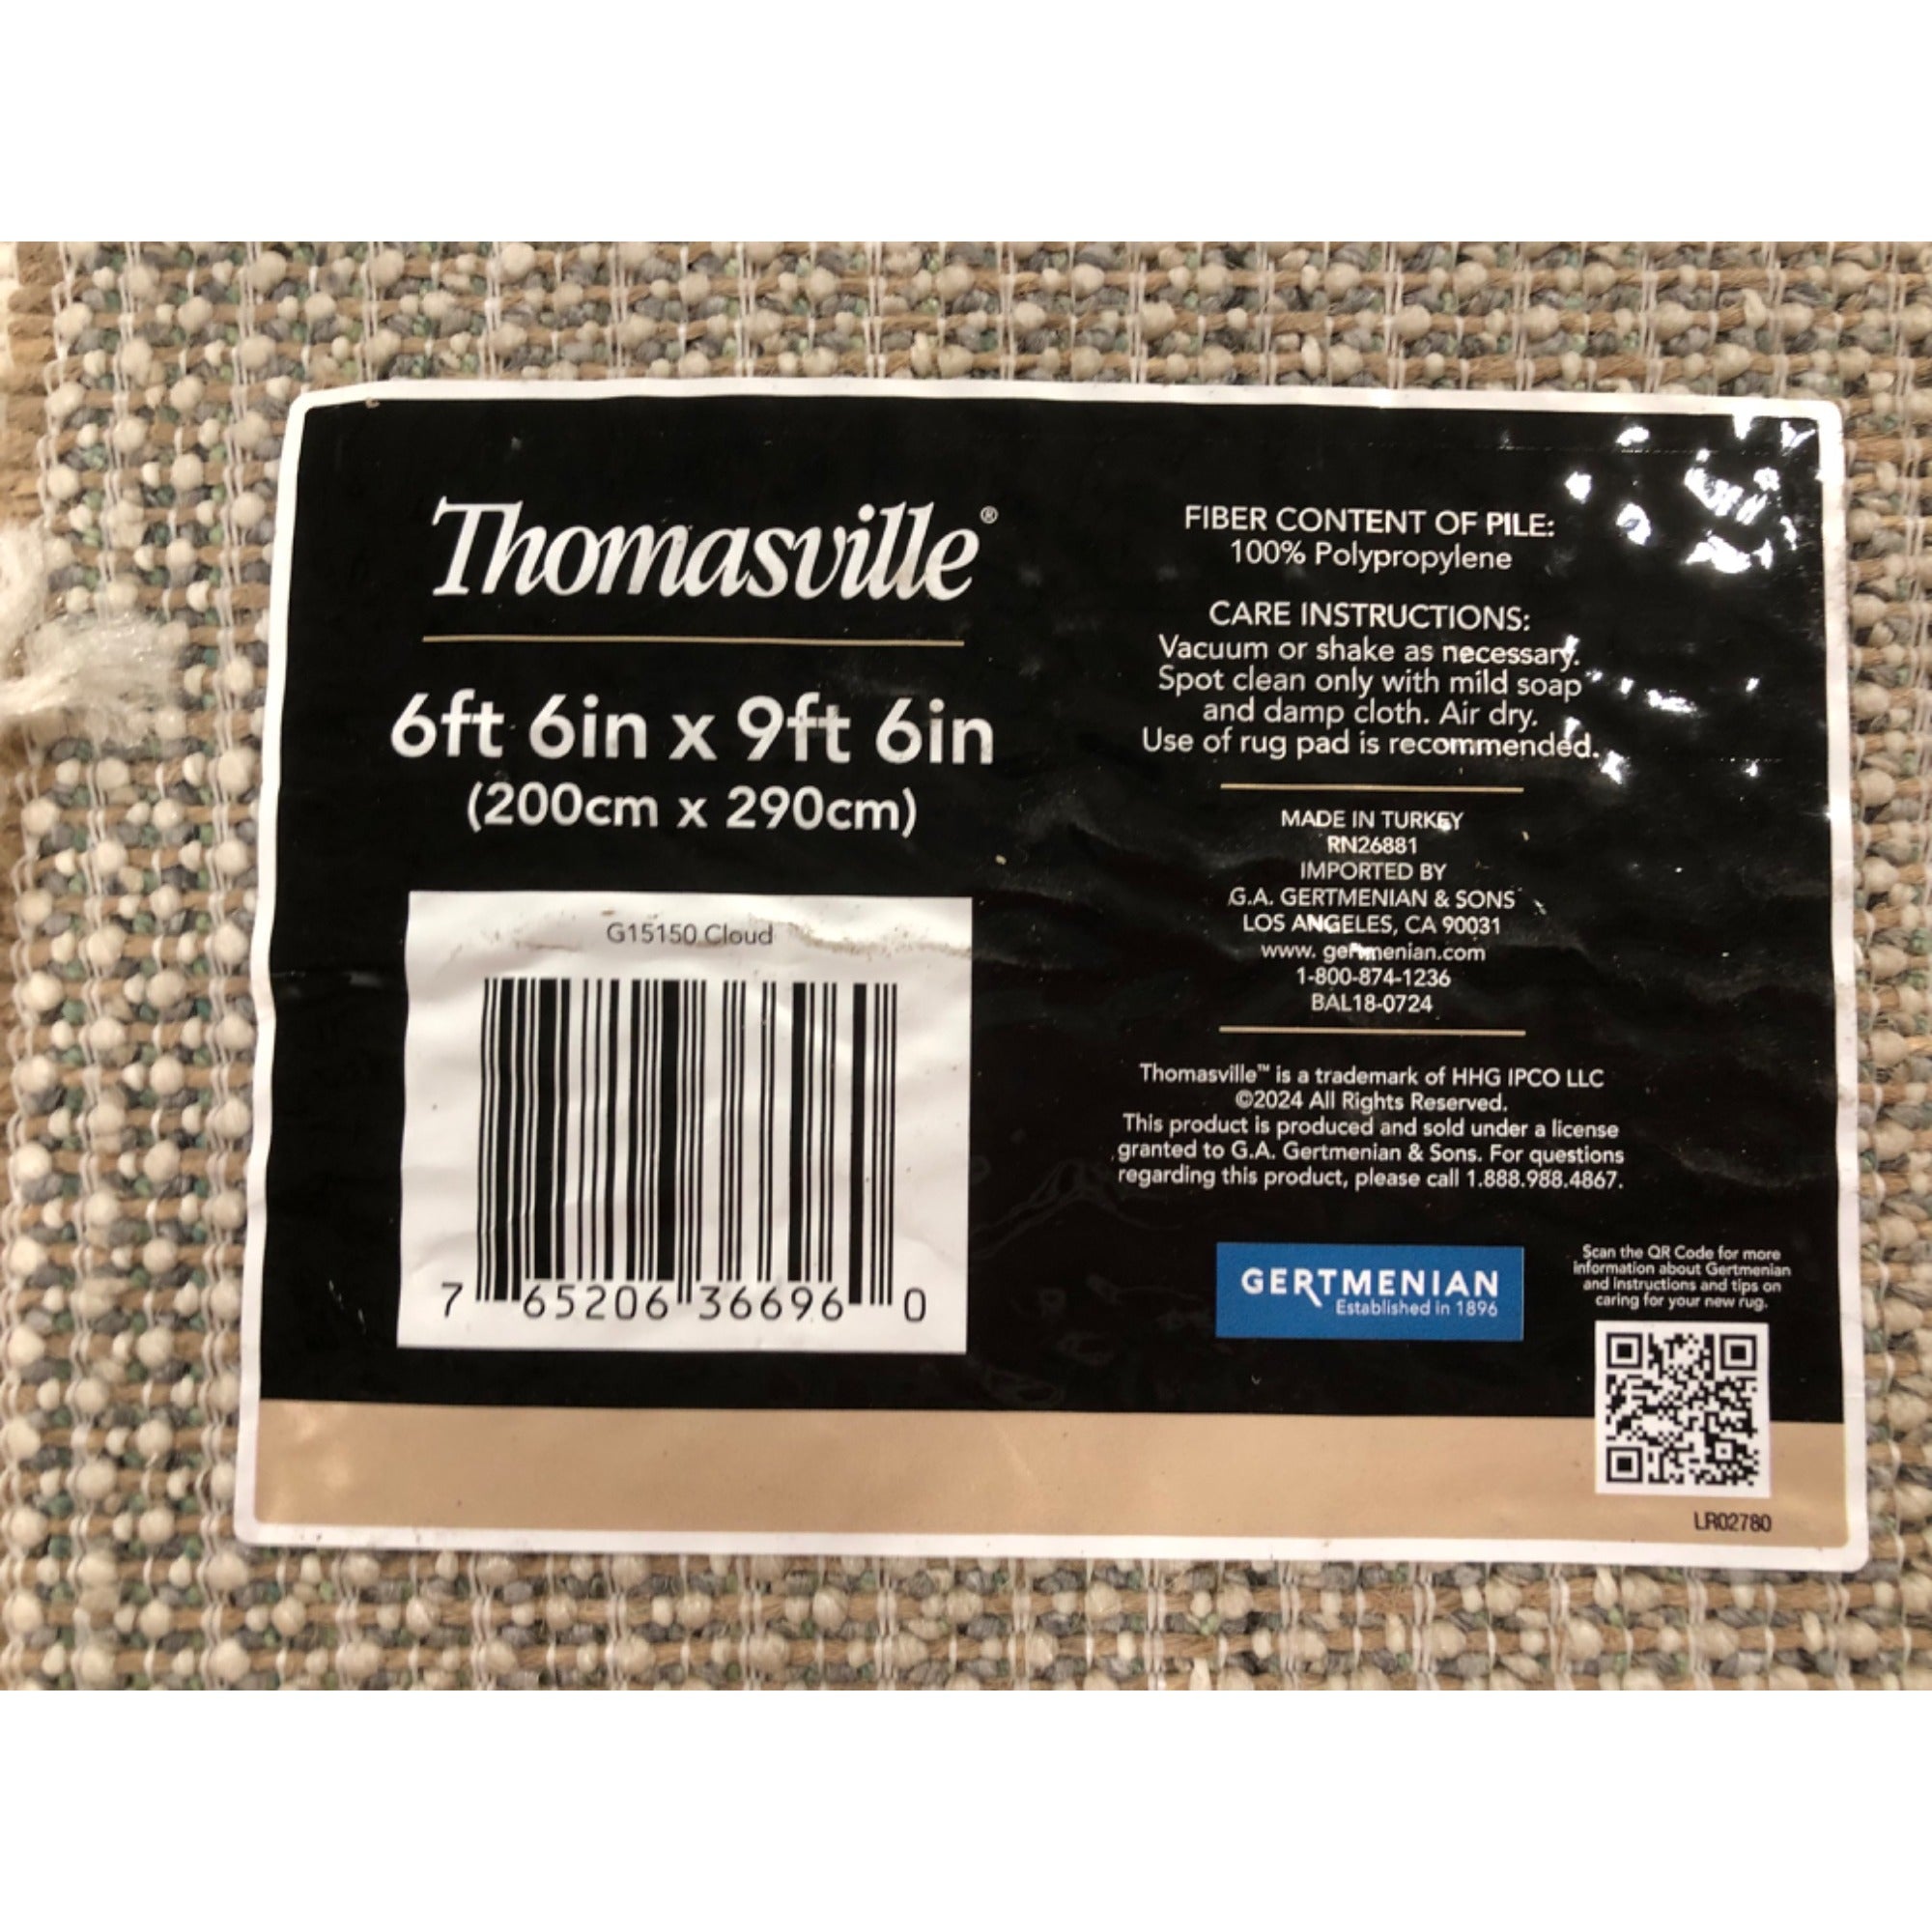 Thomasville®
6ft 6in x 9ft 6in
(200cm x 290cm)
G15150 Cloud
7 65206 36696 0
FIBER CONTENT OF PILE:
100% Polypropylene
CARE INSTRUCTIONS:
Vacuum or shake as necessary.
Spot clean only with mild soap
and damp cloth. Air dry.
Use of rug pad is recommended.
MADE IN TURKEY
RN26881
IMPORTED BY
G.A. GERTMENIAN & SONS
LOS ANGELES, CA 90031
www. gertmenian.com
1-800-874-1236
BAL18-0724
Thomasville™ is a trademark of HHG IPCO LLC
©2024 All Rights Reserved.
This product is produced and sold under a license
granted to G.A. Gertmenian & Sons. For questions
regarding this product, please call 1.888.988.4867.
GERTMENIAN
Established in 1896
Scan the QR Code for more
information about Gertmenian
and instructions and tips on
caring for your new rug.
LR02780